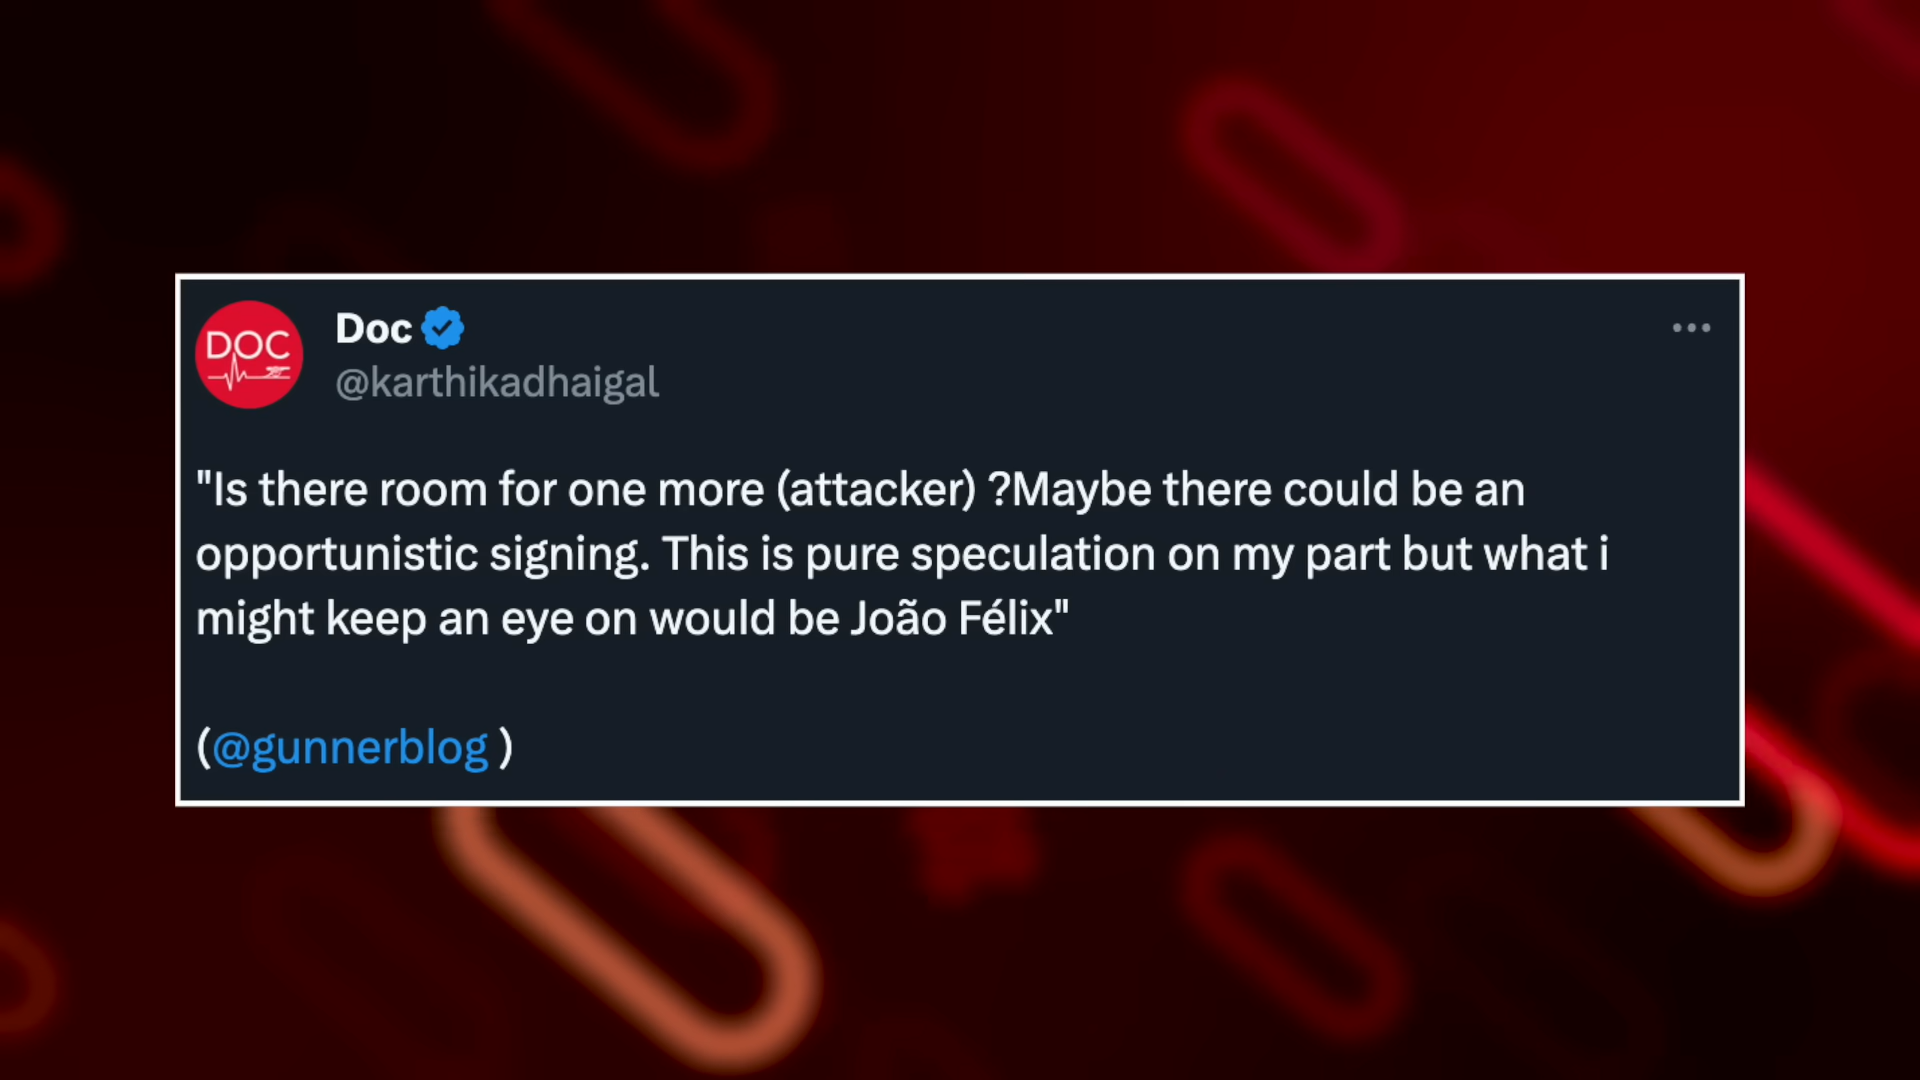 DOC
Doc
@karthikadhaigal
"Is there room for one more (attacker) ?Maybe there could be an
opportunistic signing. This is pure speculation on my part but what i
might keep an eye on would be João Félix"
(@gunnerblog )